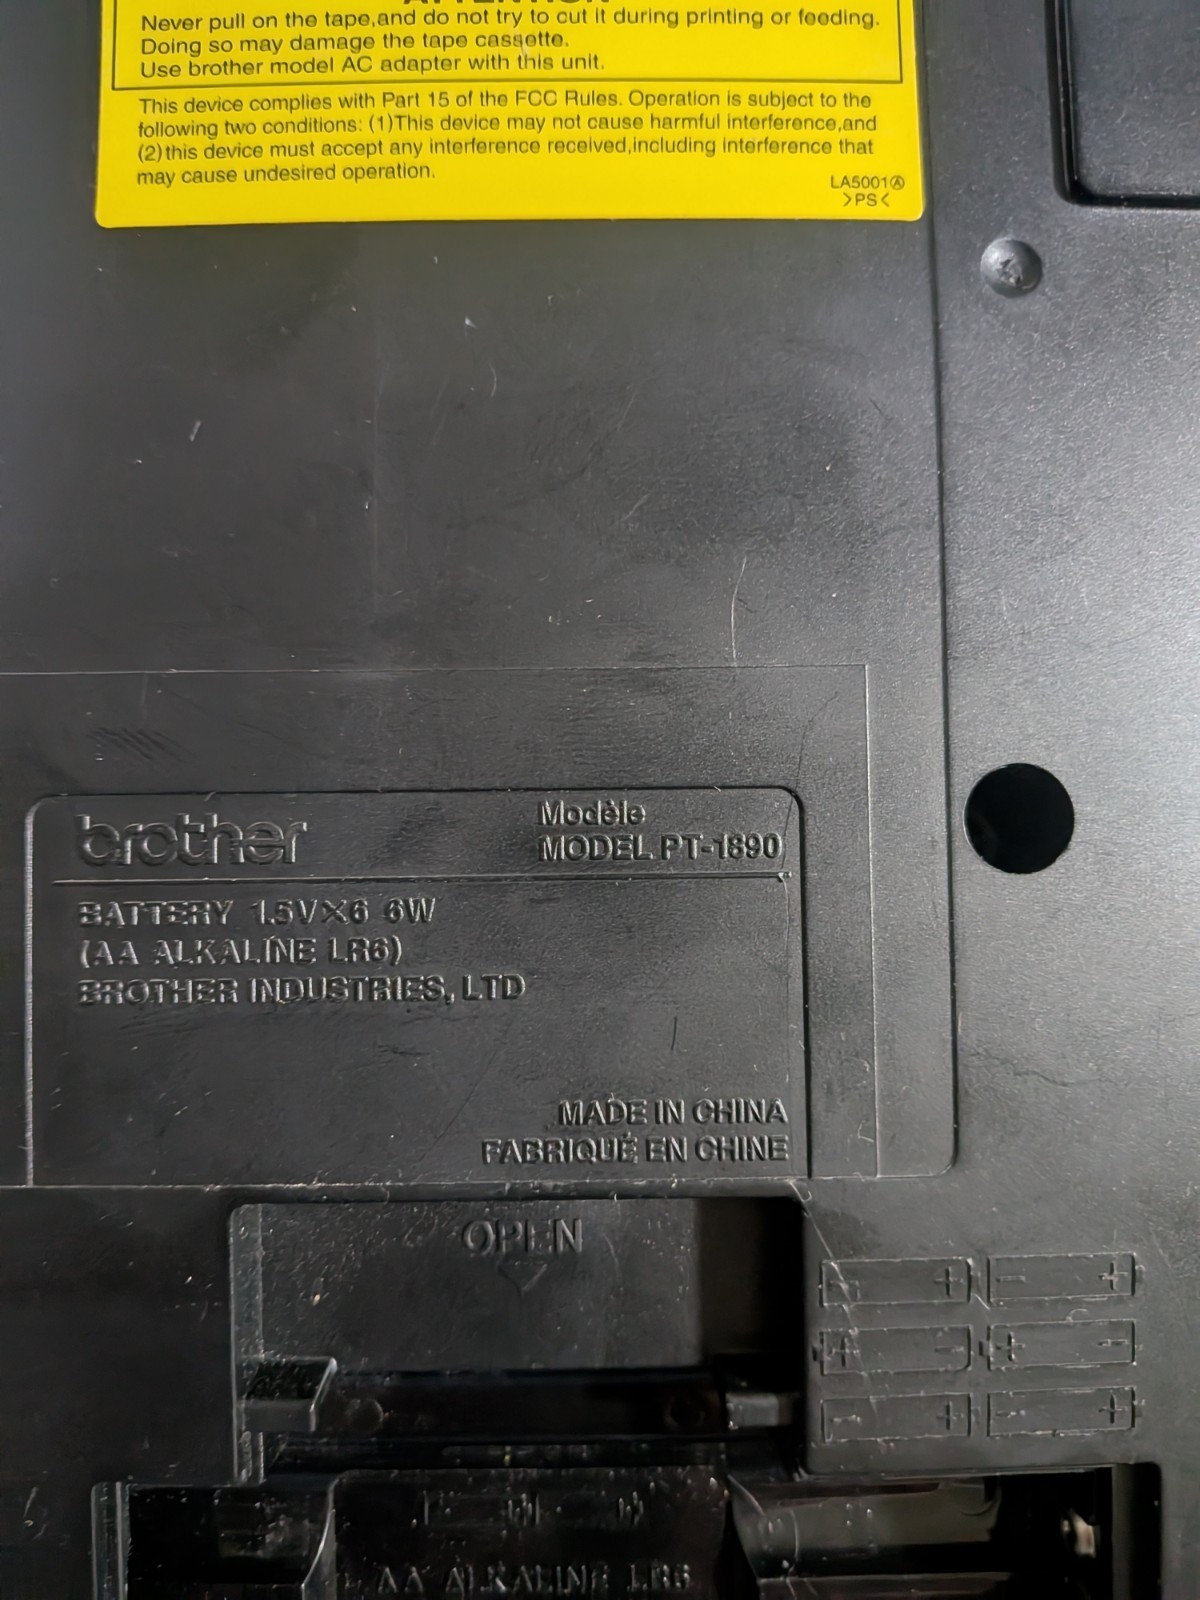 ATTENTION
Never pull on the tape,and do not try to cut it during printing or feeding.
Doing so may damage the tape cassette.
Use brother model AC adapter with this unit.
This device complies with Part 15 of the FCC Rules. Operation is subject to the
following two conditions: (1)This device may not cause harmful interference,and
(2)this device must accept any interference received,including interference that
may cause undesired operation.
LA5001Ⓐ
>PS<
brother
Modèle
MODEL PT-1890
BATTERY 1.5V×6 6W
(AA ALKALINE LR6)
BROTHER INDUSTRIES, LTD
MADE IN CHINA
FABRIQUÉ EN CHINE
OPEN
+ − +
+ − + −
− + − +
AA ALKALINE LR6